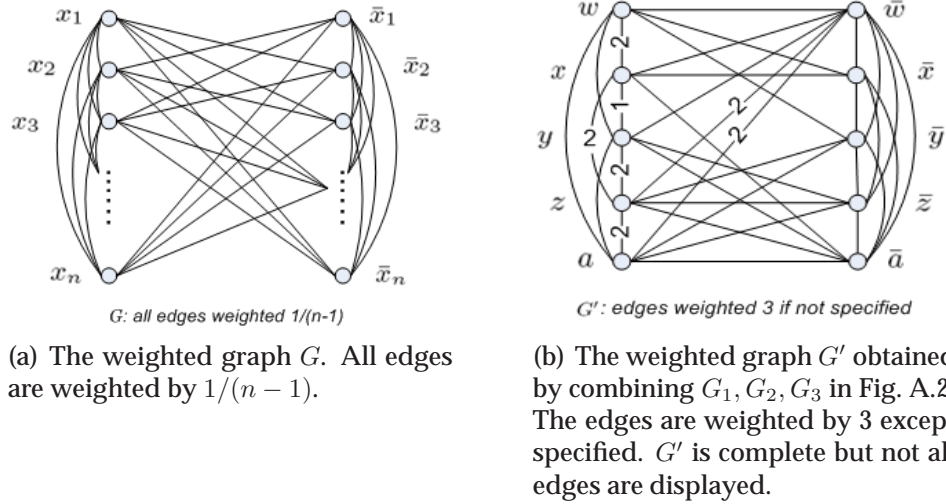 x₁ x̄₁
x₂ x̄₂
x₃ x̄₃
xₙ x̄ₙ
G: all edges weighted 1/(n-1)
(a) The weighted graph G. All edges
are weighted by 1/(n − 1).
w w̄
2
x x̄
1 2
y 2 2 ȳ
2
z z̄
2
a ā
G': edges weighted 3 if not specified
(b) The weighted graph G′ obtained
by combining G₁, G₂, G₃ in Fig. A.2
The edges are weighted by 3 excep
specified. G′ is complete but not al
edges are displayed.